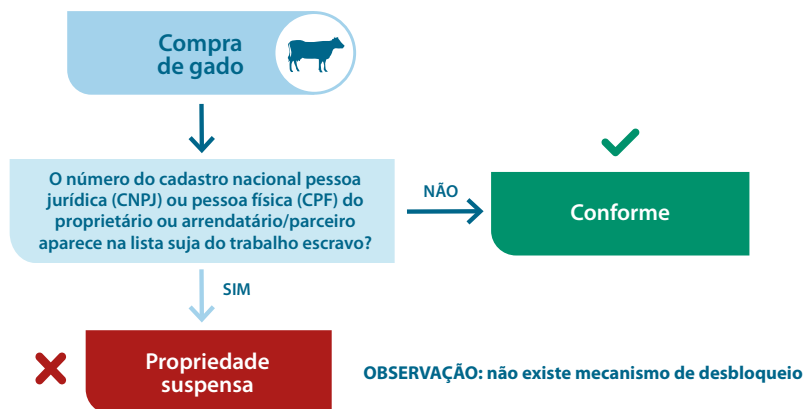 Compra
de gado
O número do cadastro nacional pessoa
jurídica (CNPJ) ou pessoa física (CPF) do
proprietário ou arrendatário/parceiro
aparece na lista suja do trabalho escravo?
NÃO
Conforme
SIM
Propriedade
suspensa
OBSERVAÇÃO: não existe mecanismo de desbloqueio